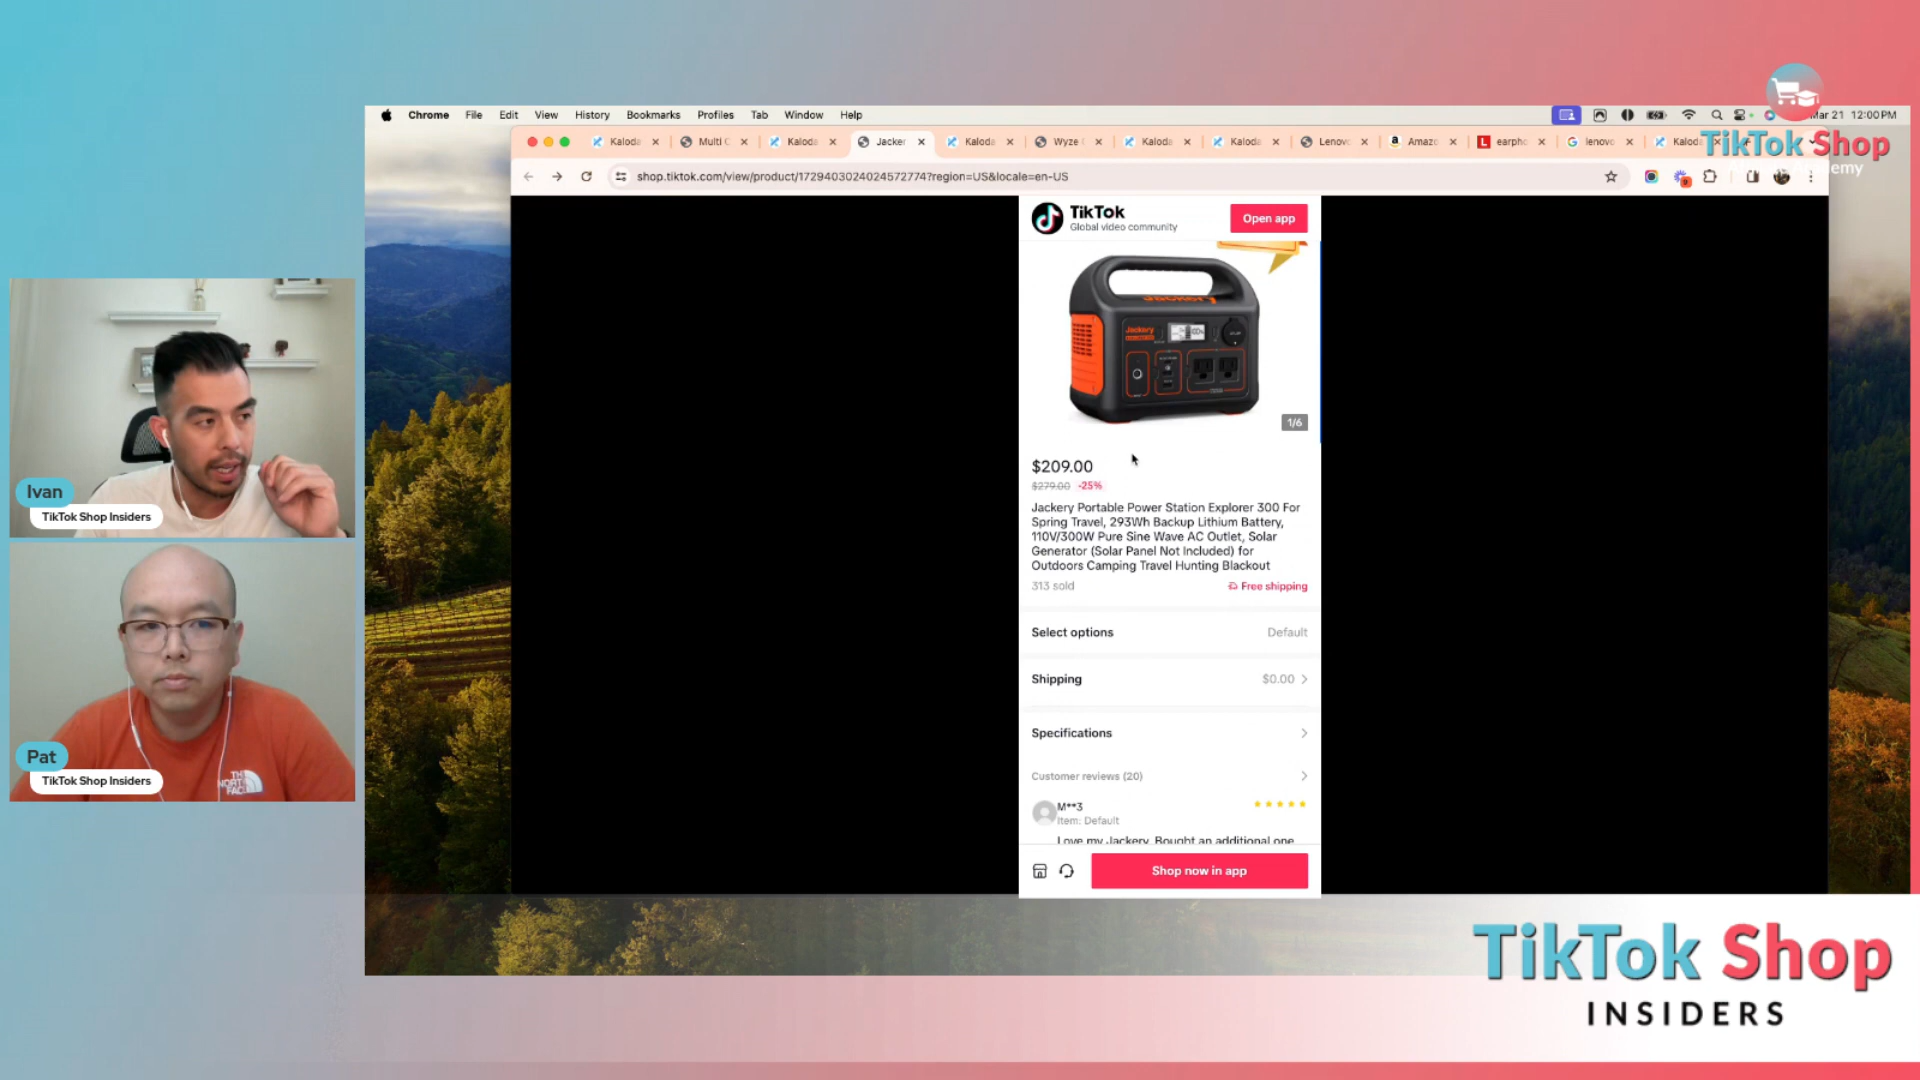 Chrome File Edit View History Bookmarks Profiles Tab Window Help
Mar 21 12:00PM
Kaloda Multi C Kaloda Jacker Kaloda Wyze Kaloda Kaloda Lenovo Amazo earpho lenovo Kaloda
TikTok Shop
shop.tiktok.com/view/product/1729403024024572774?region=US&locale=en-US
TikTok
Global video community
Open app
Jackery
Jackery
1/6
$209.00
$279.00 -25%
Jackery Portable Power Station Explorer 300 For
Spring Travel, 293Wh Backup Lithium Battery,
110V/300W Pure Sine Wave AC Outlet, Solar
Generator (Solar Panel Not Included) for
Outdoors Camping Travel Hunting Blackout
313 sold
Free shipping
Select options
Default
Shipping
$0.00
Specifications
Customer reviews (20)
M**3
Item: Default
Love my Jackery. Bought an additional one
Shop now in app
Ivan
TikTok Shop Insiders
THE
NORTH
FACE
Pat
TikTok Shop Insiders
TikTok Shop
INSIDERS